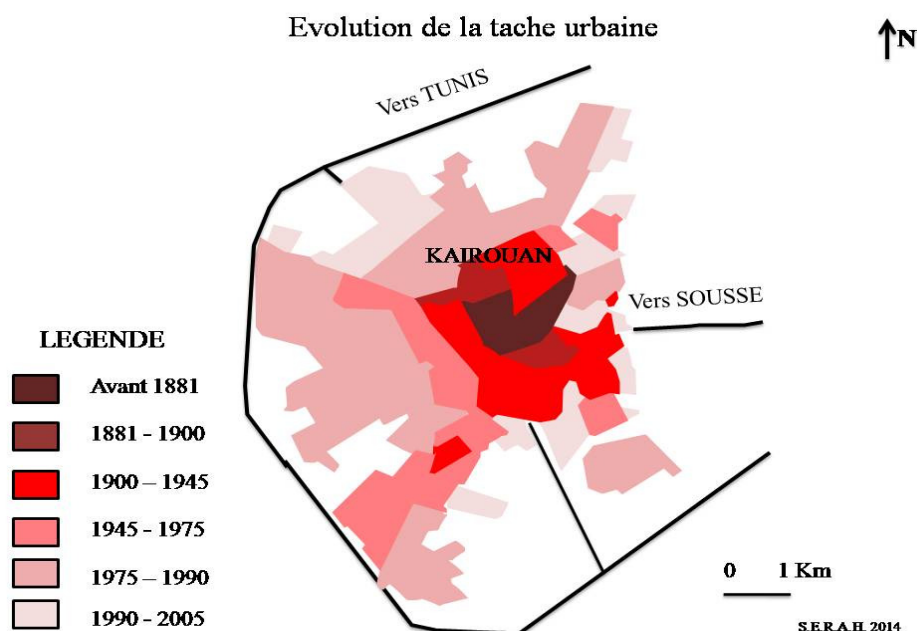 Evolution de la tache urbaine
N
Vers TUNIS
KAIROUAN
Vers SOUSSE
LEGENDE
Avant 1881
1881 - 1900
1900 – 1945
1945 - 1975
1975 – 1990
1990 - 2005
0 1 Km
S.E.R.A.H. 2014